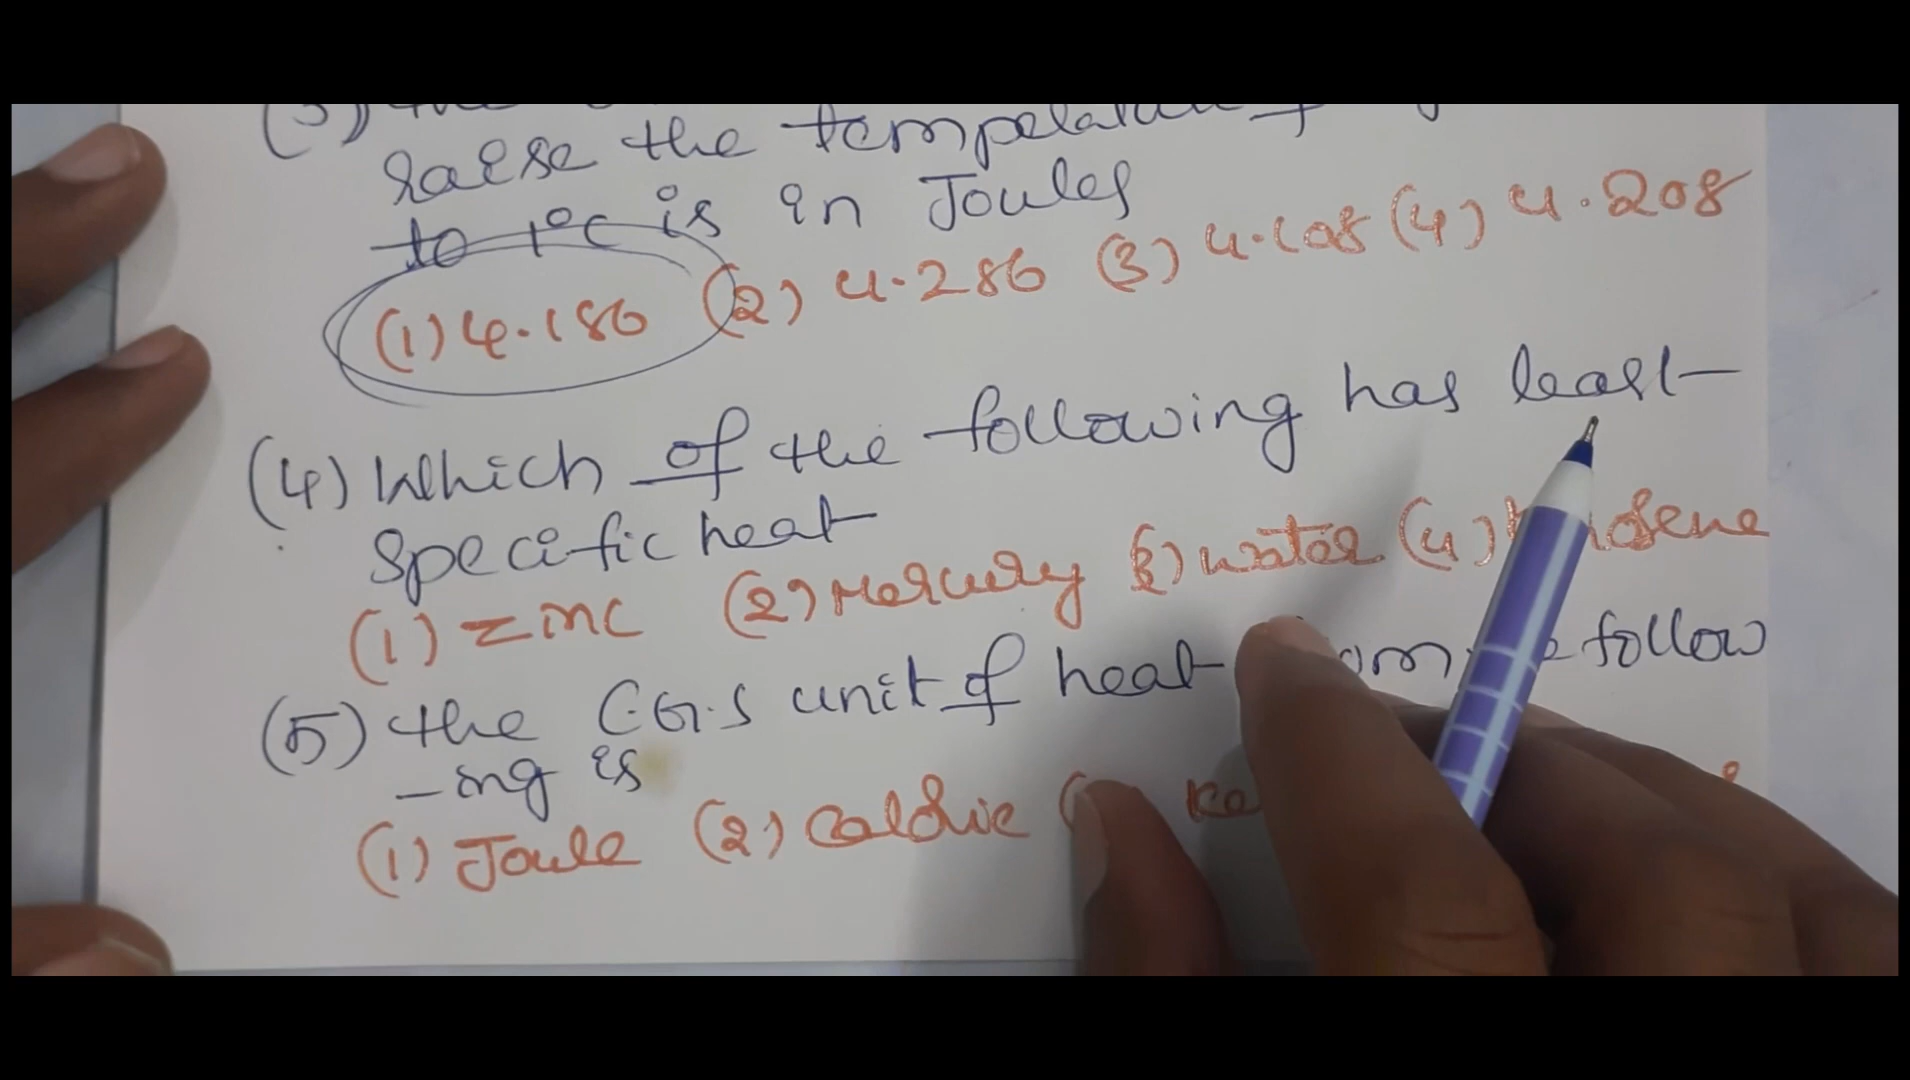 raise the
to 1°C is in Joules
(1) 4.186 (2) 4.286 (3) 4.108 (4) 4.208
(4) Which of the following has least
Specific heat
(1) Zinc (2) Mercury (3) water (4)
(5) the C.G.S unit of heat follow
-ing is
(1) Joule (2) Calorie